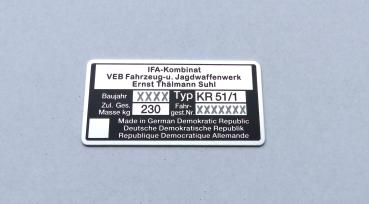 IFA-Kombinat
VEB Fahrzeug-u. Jagdwaffenwerk
Ernst Thälmann Suhl
Baujahr XXXX Typ KR 51/1
Zul. Ges. Masse kg 230 Fahr-gest.Nr. XXXXXXX
Made in German Democratic Republic
Deutsche Demokratische Republik
Republique Democratique Allemande